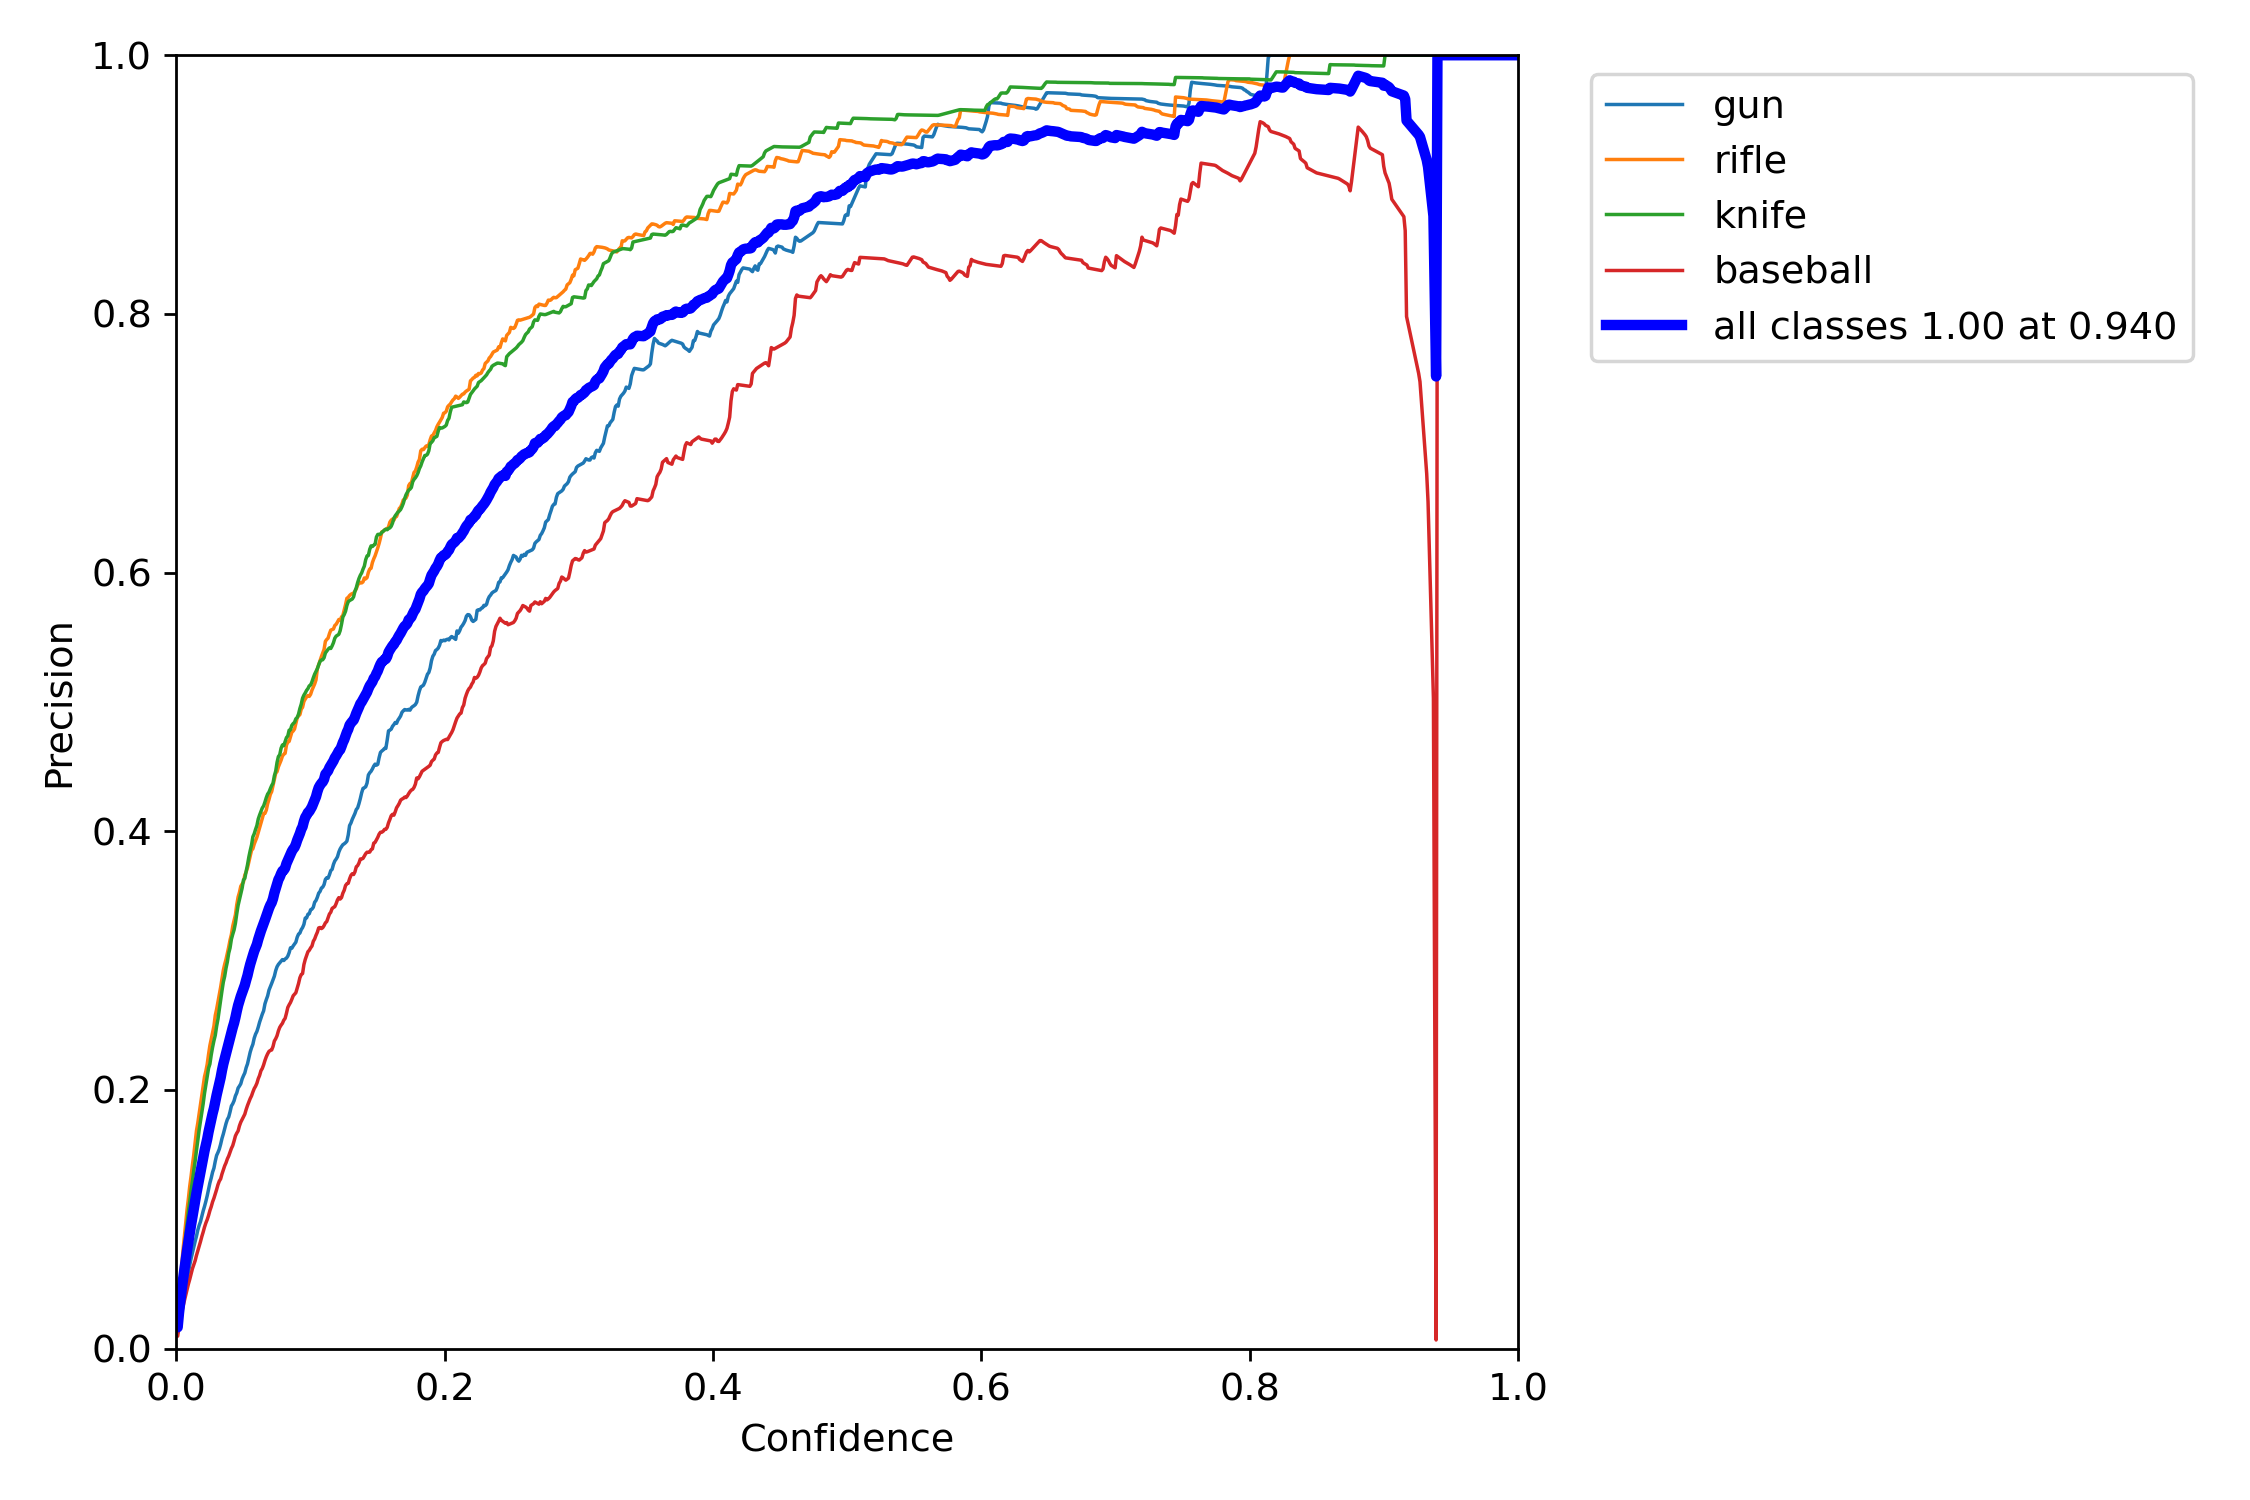 1.0
0.8
0.6
0.4
0.2
0.0
Precision
0.0 0.2 0.4 0.6 0.8 1.0
Confidence
gun
rifle
knife
baseball
all classes 1.00 at 0.940